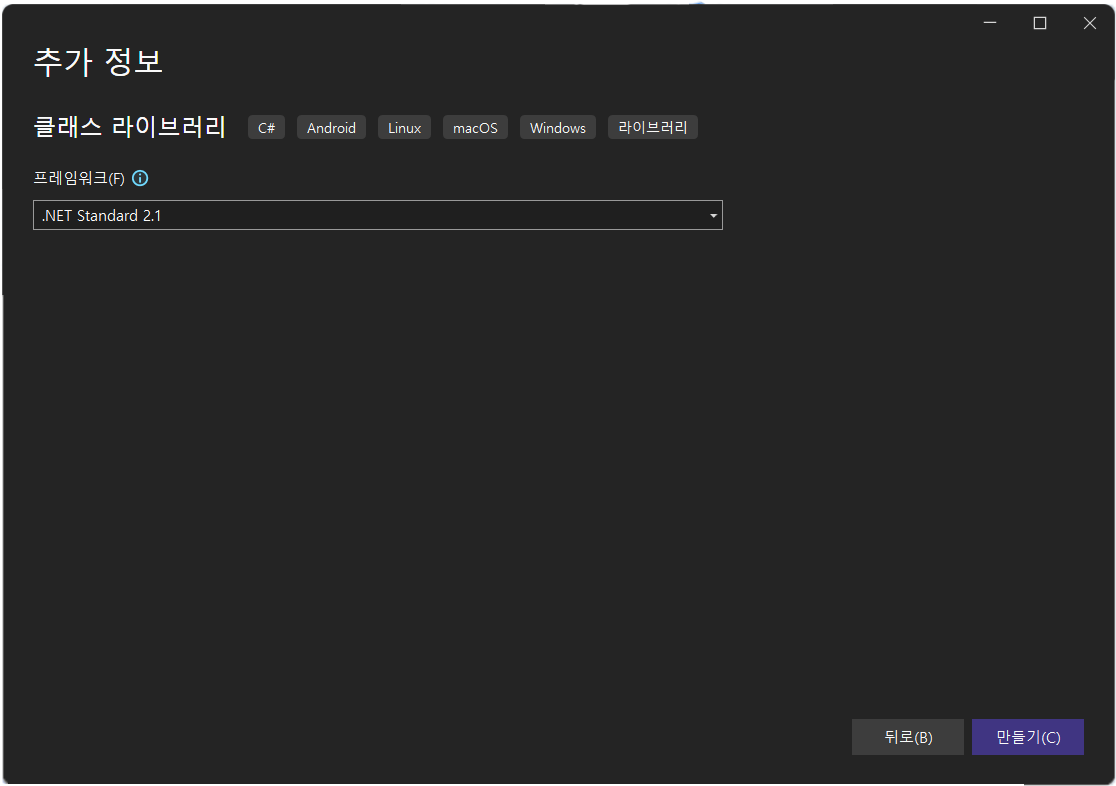 추가 정보
클래스 라이브러리 C# Android Linux macOS Windows 라이브러리
프레임워크(F)
.NET Standard 2.1
뒤로(B) 만들기(C)